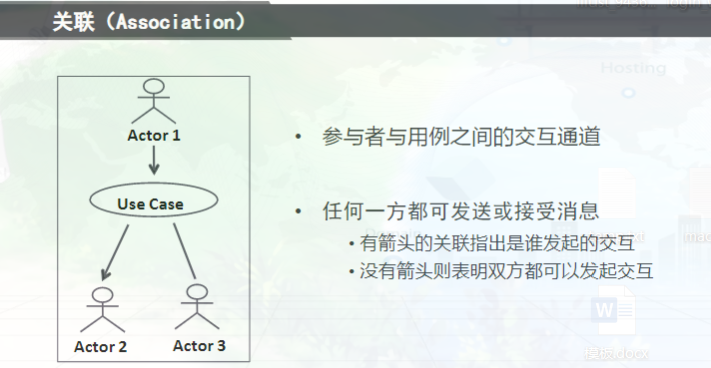 关联（Association）
Hosting
Actor 1
• 参与者与用例之间的交互通道
Use Case
• 任何一方都可发送或接受消息
• 有箭头的关联指出是谁发起的交互
• 没有箭头则表明双方都可以发起交互
Actor 2
Actor 3
模板.docx